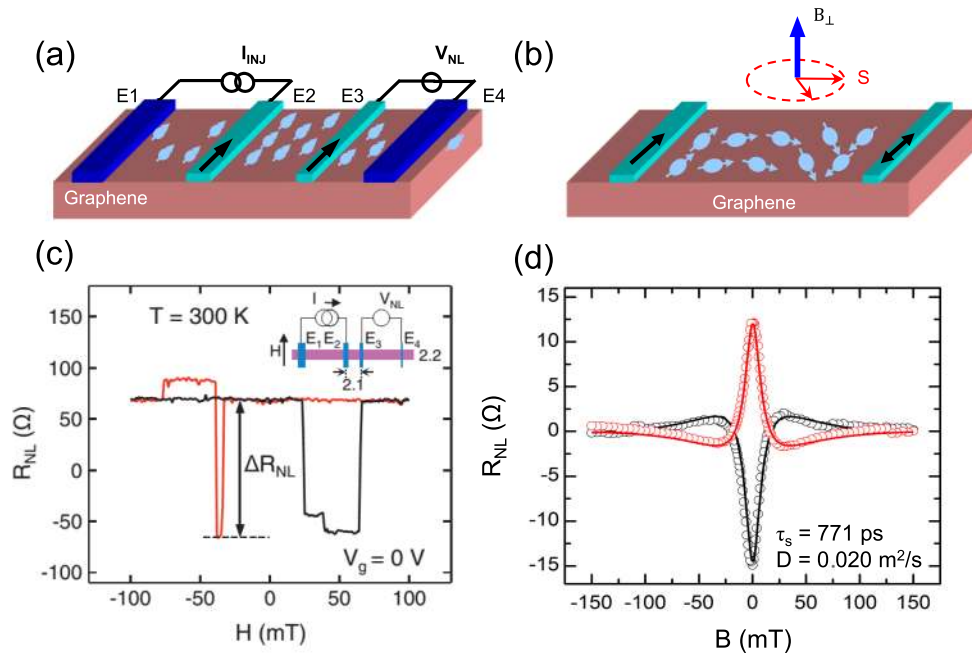 (a)
I_INJ
V_NL
E1
E2
E3
E4
Graphene
(b)
B⊥
S
Graphene
(c)
T = 300 K
I
V_NL
H
E₁
E₂
E₃
E₄
2.2
2.1
ΔR_NL
V_g = 0 V
150
100
50
0
-50
-100
R_NL (Ω)
-100
-50
0
50
100
H (mT)
(d)
15
10
5
0
-5
-10
-15
R_NL (Ω)
τ_s = 771 ps
D = 0.020 m²/s
-150
-100
-50
0
50
100
150
B (mT)